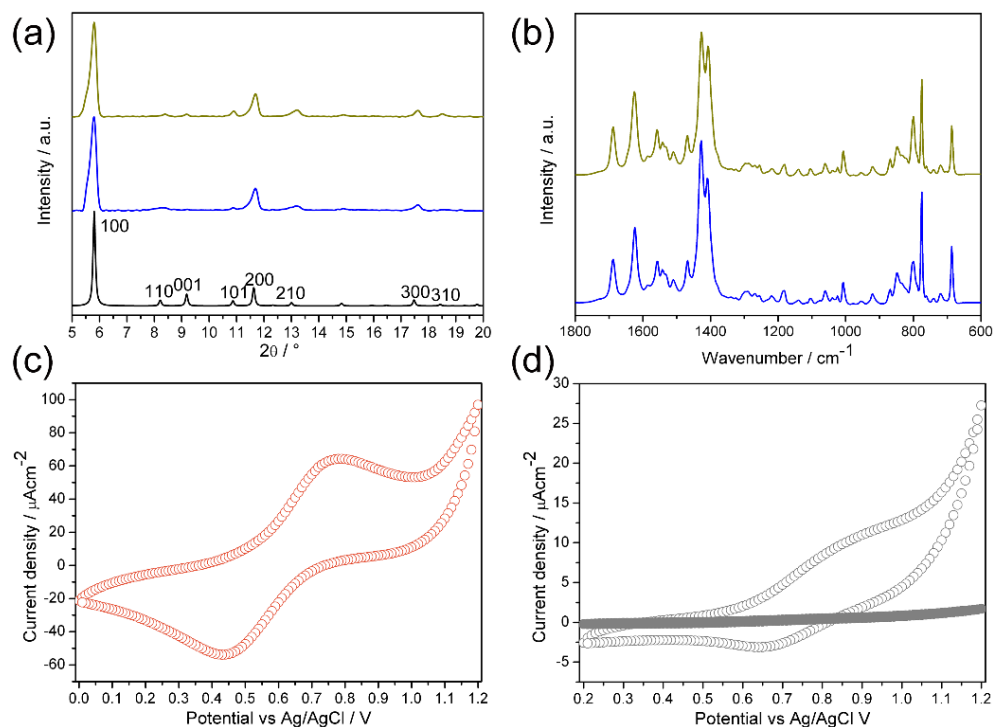 (a)
Intensity / a.u.
100
110 001 101 200 210 300 310
5 6 7 8 9 10 11 12 13 14 15 16 17 18 19 20
2θ / °
(b)
Intensity / a.u.
1800 1600 1400 1200 1000 800 600
Wavenumber / cm⁻¹
(c)
Current density / μAcm⁻²
100
80
60
40
20
0
-20
-40
-60
0.0 0.1 0.2 0.3 0.4 0.5 0.6 0.7 0.8 0.9 1.0 1.1 1.2
Potential vs Ag/AgCl / V
(d)
Current density / μAcm⁻²
30
25
20
15
10
5
0
-5
0.2 0.3 0.4 0.5 0.6 0.7 0.8 0.9 1.0 1.1 1.2
Potential vs Ag/AgCl V